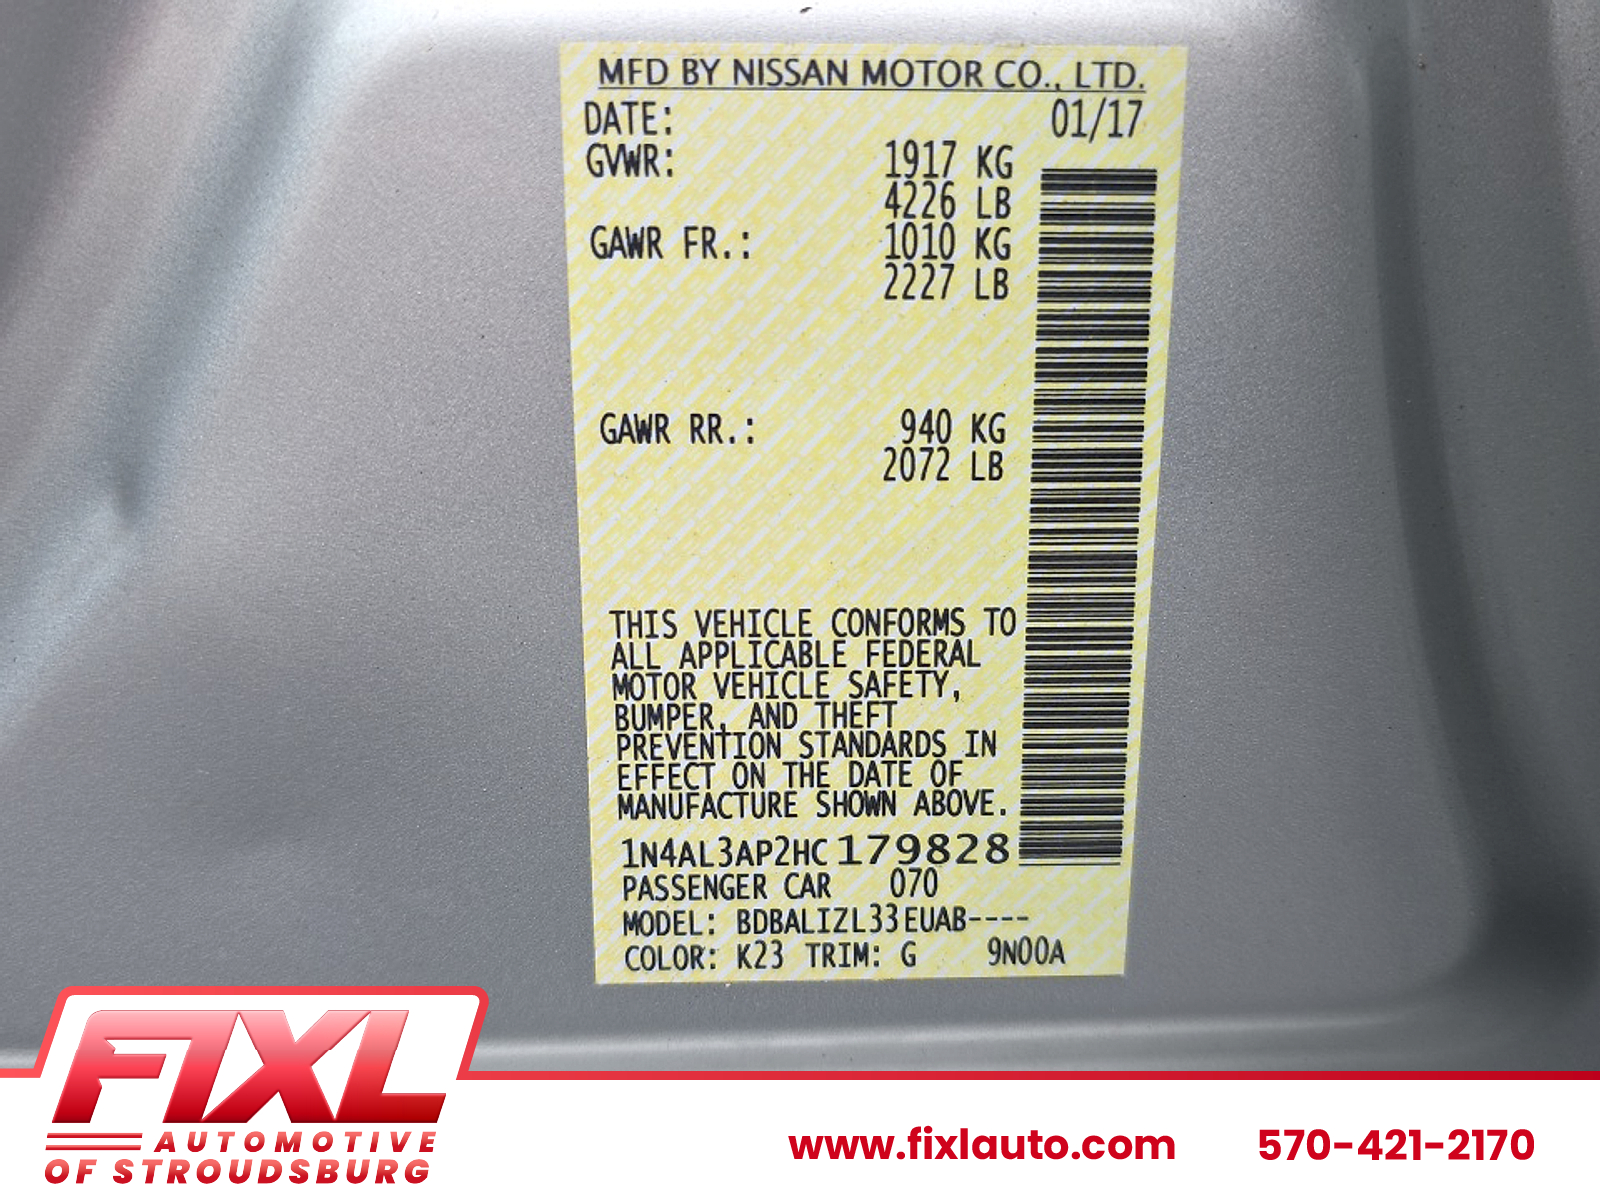 MFD BY NISSAN MOTOR CO., LTD.
DATE: 01/17
GVWR: 1917 KG
4226 LB
GAWR FR.: 1010 KG
2227 LB
GAWR RR.: 940 KG
2072 LB
THIS VEHICLE CONFORMS TO
ALL APPLICABLE FEDERAL
MOTOR VEHICLE SAFETY,
BUMPER, AND THEFT
PREVENTION STANDARDS IN
EFFECT ON THE DATE OF
MANUFACTURE SHOWN ABOVE.
1N4AL3AP2HC179828
PASSENGER CAR 070
MODEL: BDBALIZL33EUAB----
COLOR: K23 TRIM: G 9N00A
FIXL
AUTOMOTIVE
OF STROUDSBURG
www.fixlauto.com 570-421-2170